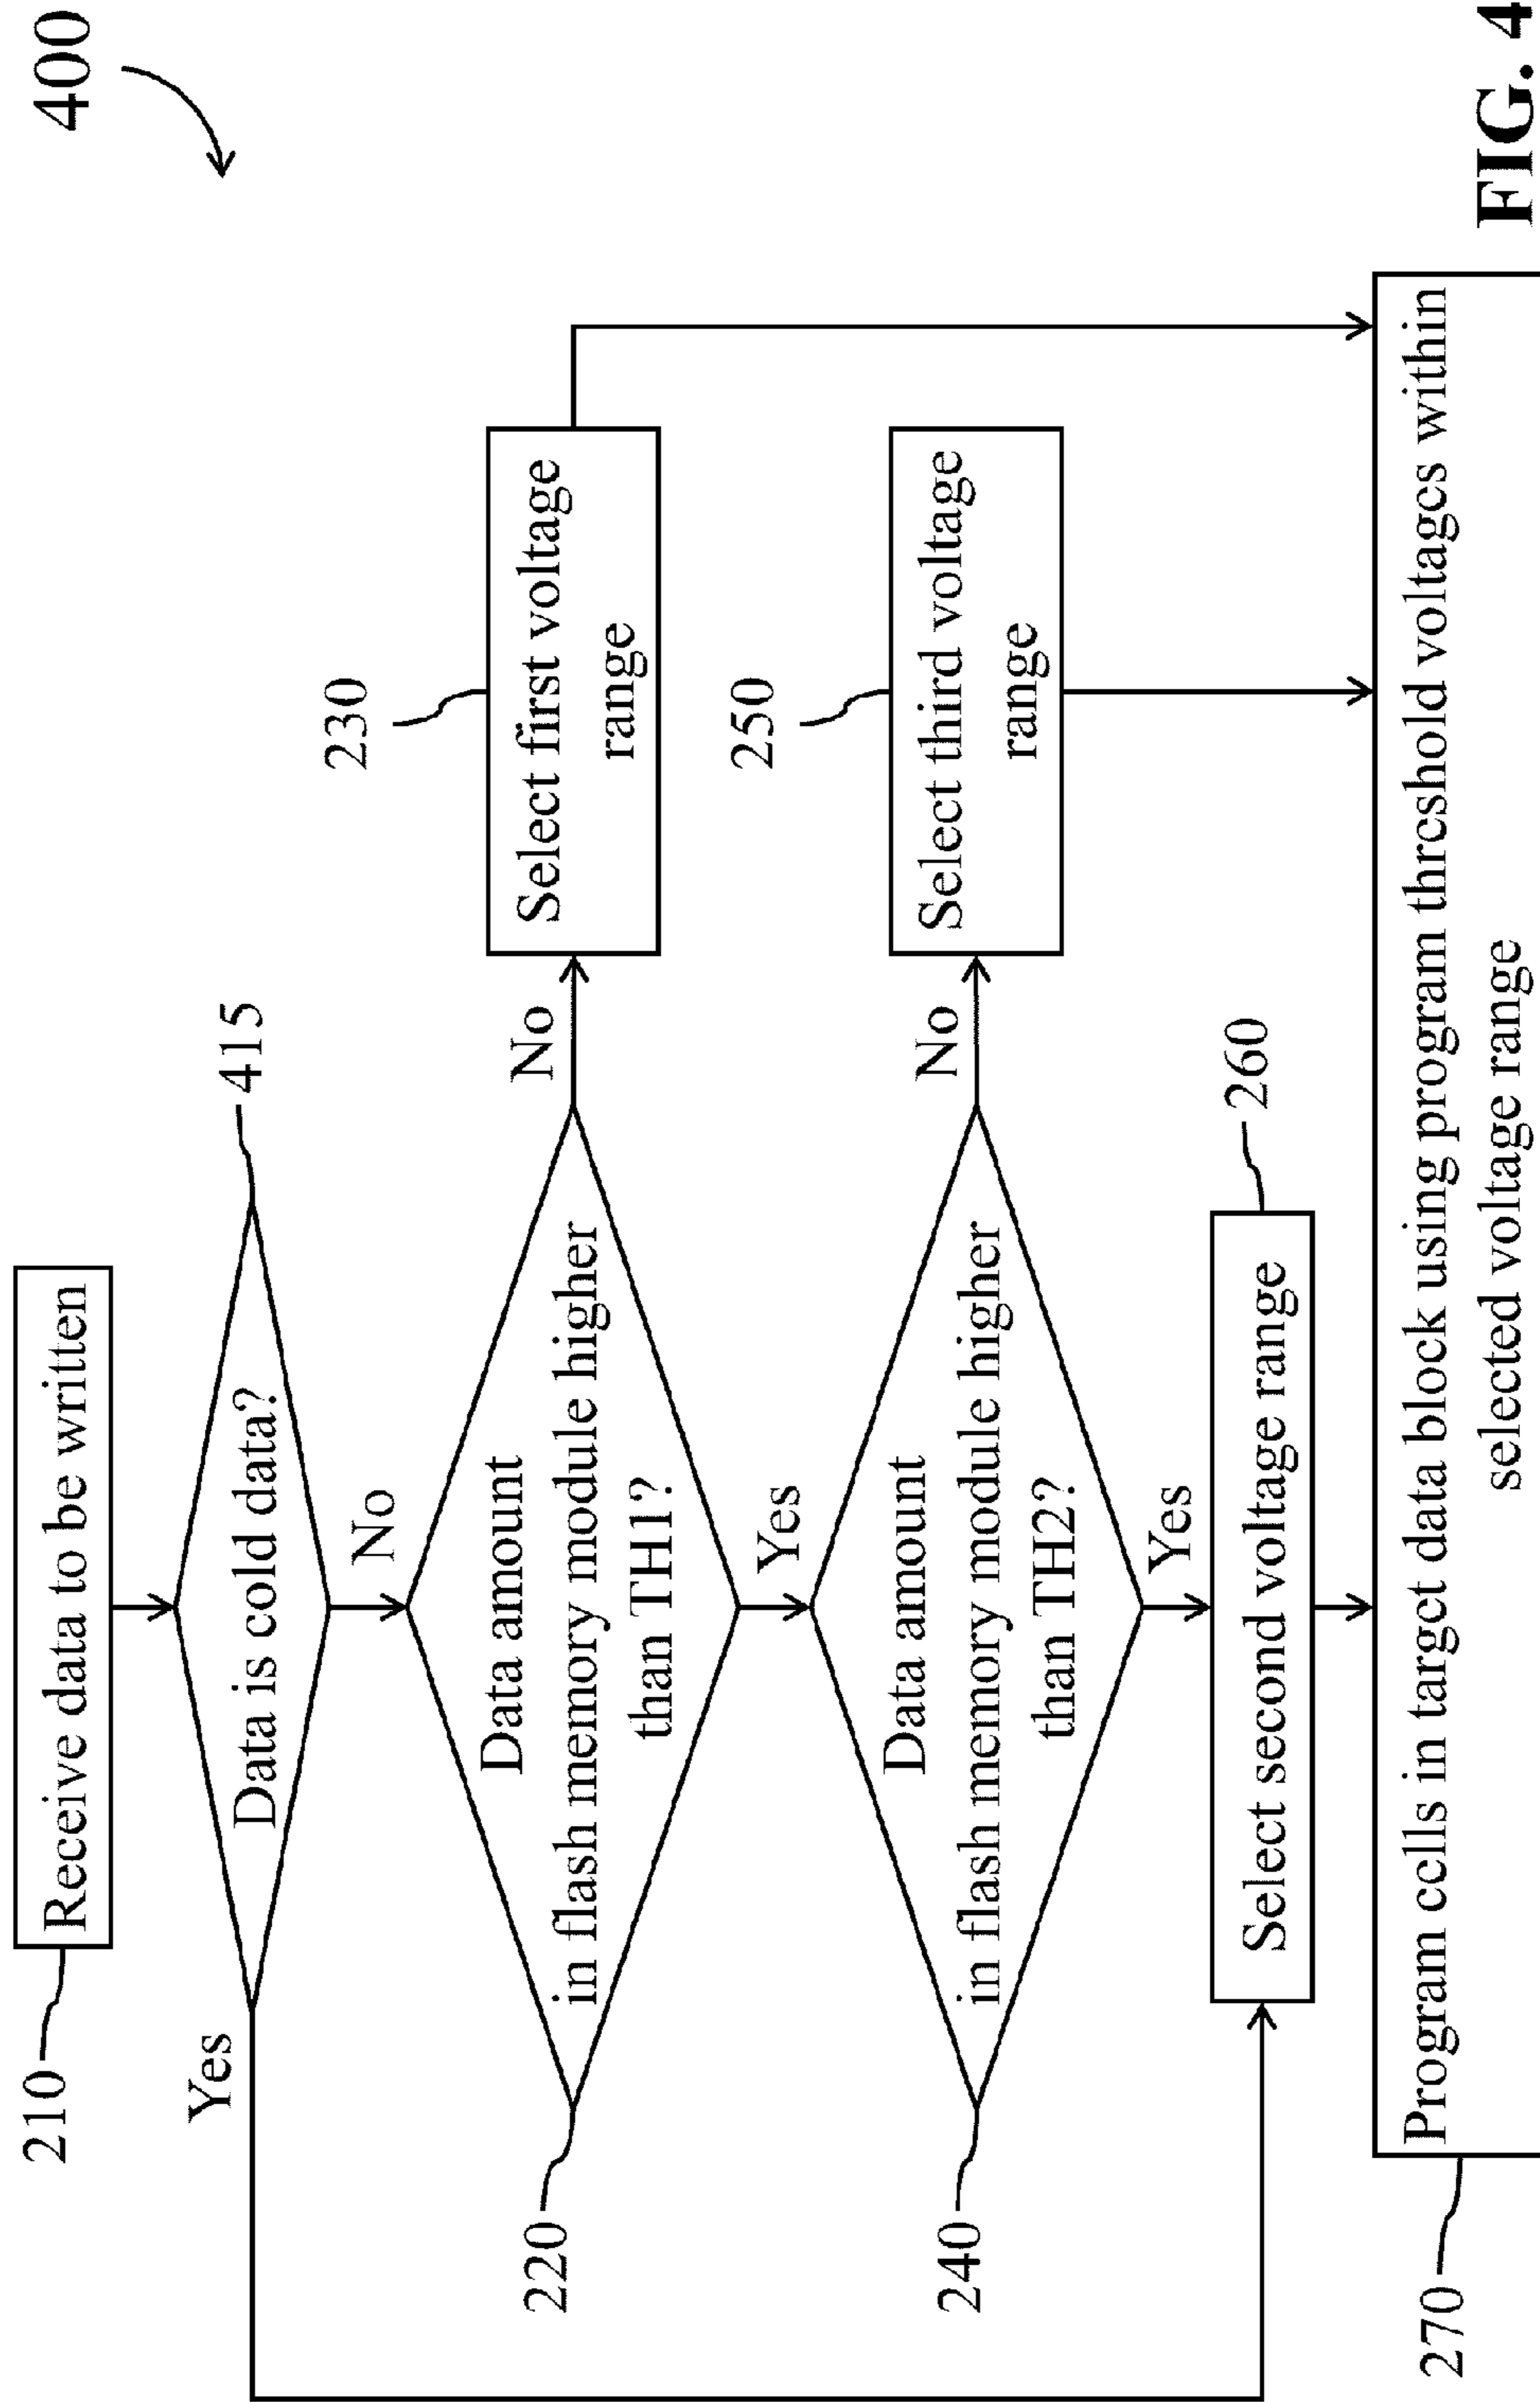 400
210
Receive data to be written
Yes
Data is cold data?
415
No
220
Data amount
in flash memory module higher
than TH1?
No
230
Select first voltage
range
Yes
240
Data amount
in flash memory module higher
than TH2?
No
250
Select third voltage
range
Yes
Select second voltage range
260
270
Program cells in target data block using program threshold voltages within
selected voltage range
FIG. 4